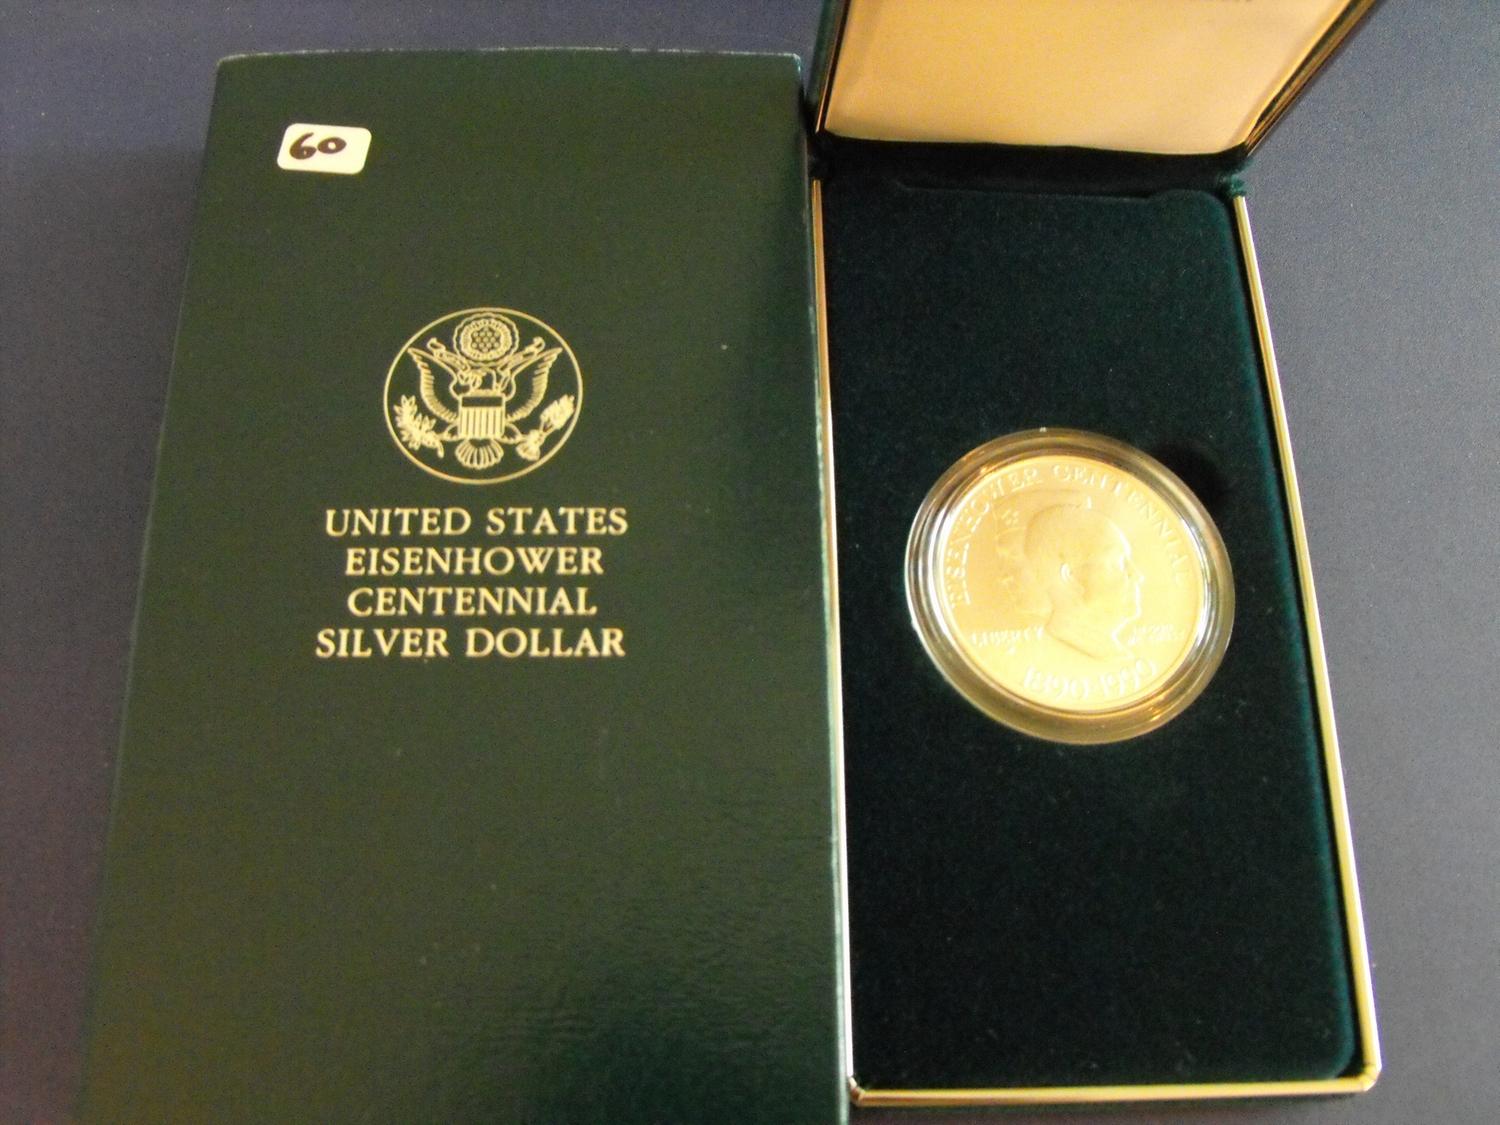 60
UNITED STATES
EISENHOWER
CENTENNIAL
SILVER DOLLAR
EISENHOWER CENTENNIAL
LIBERTY
1890-1990